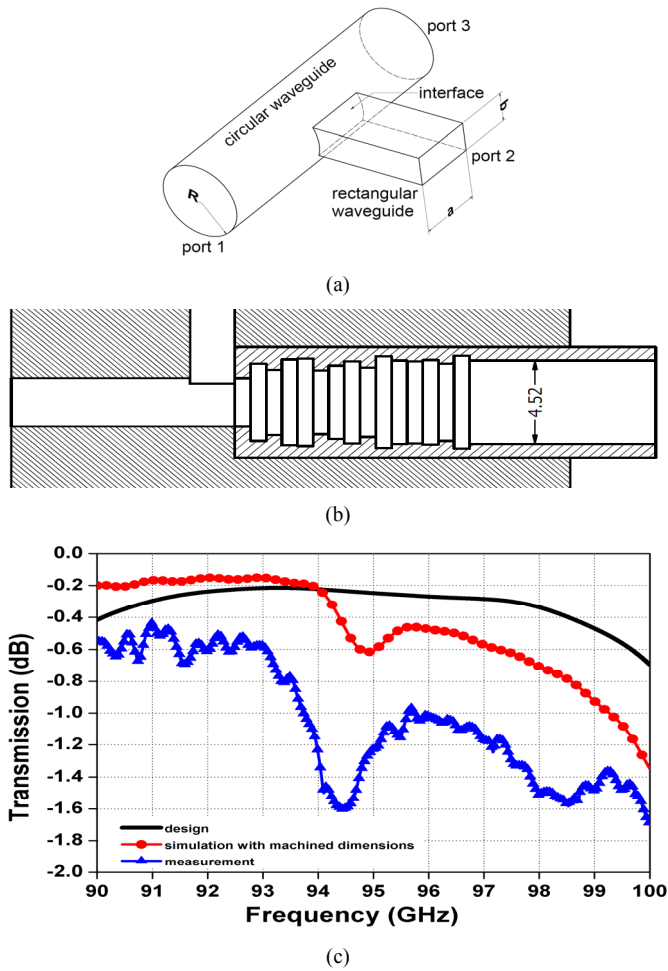 port 3
circular waveguide
interface
b
port 2
rectangular
waveguide
a
R
port 1
(a)
4.52
(b)
Transmission (dB)
0.0
-0.2
-0.4
-0.6
-0.8
-1.0
-1.2
-1.4
-1.6
-1.8
-2.0
design
simulation with machined dimensions
measurement
90 91 92 93 94 95 96 97 98 99 100
Frequency (GHz)
(c)